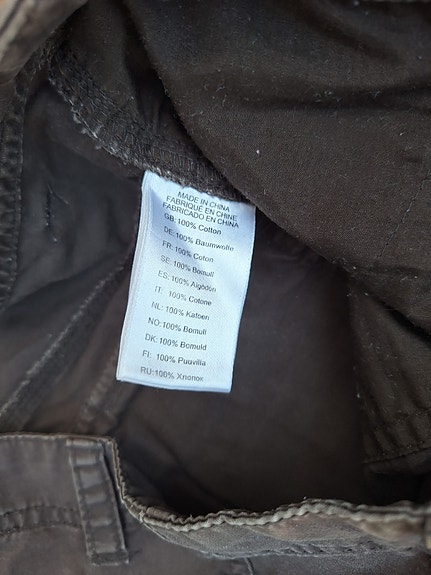 MADE IN CHINA
FABRIQUÉ EN CHINE
FABRICADO EN CHINA
GB:100% Cotton
DE:100% Baumwolle
FR:100% Coton
SE:100% Bomull
ES:100% Algodón
IT: 100% Cotone
NL: 100% Katoen
NO:100% Bomull
DK:100% Bomuld
FI: 100% Puuvilla
RU:100% Хлопок